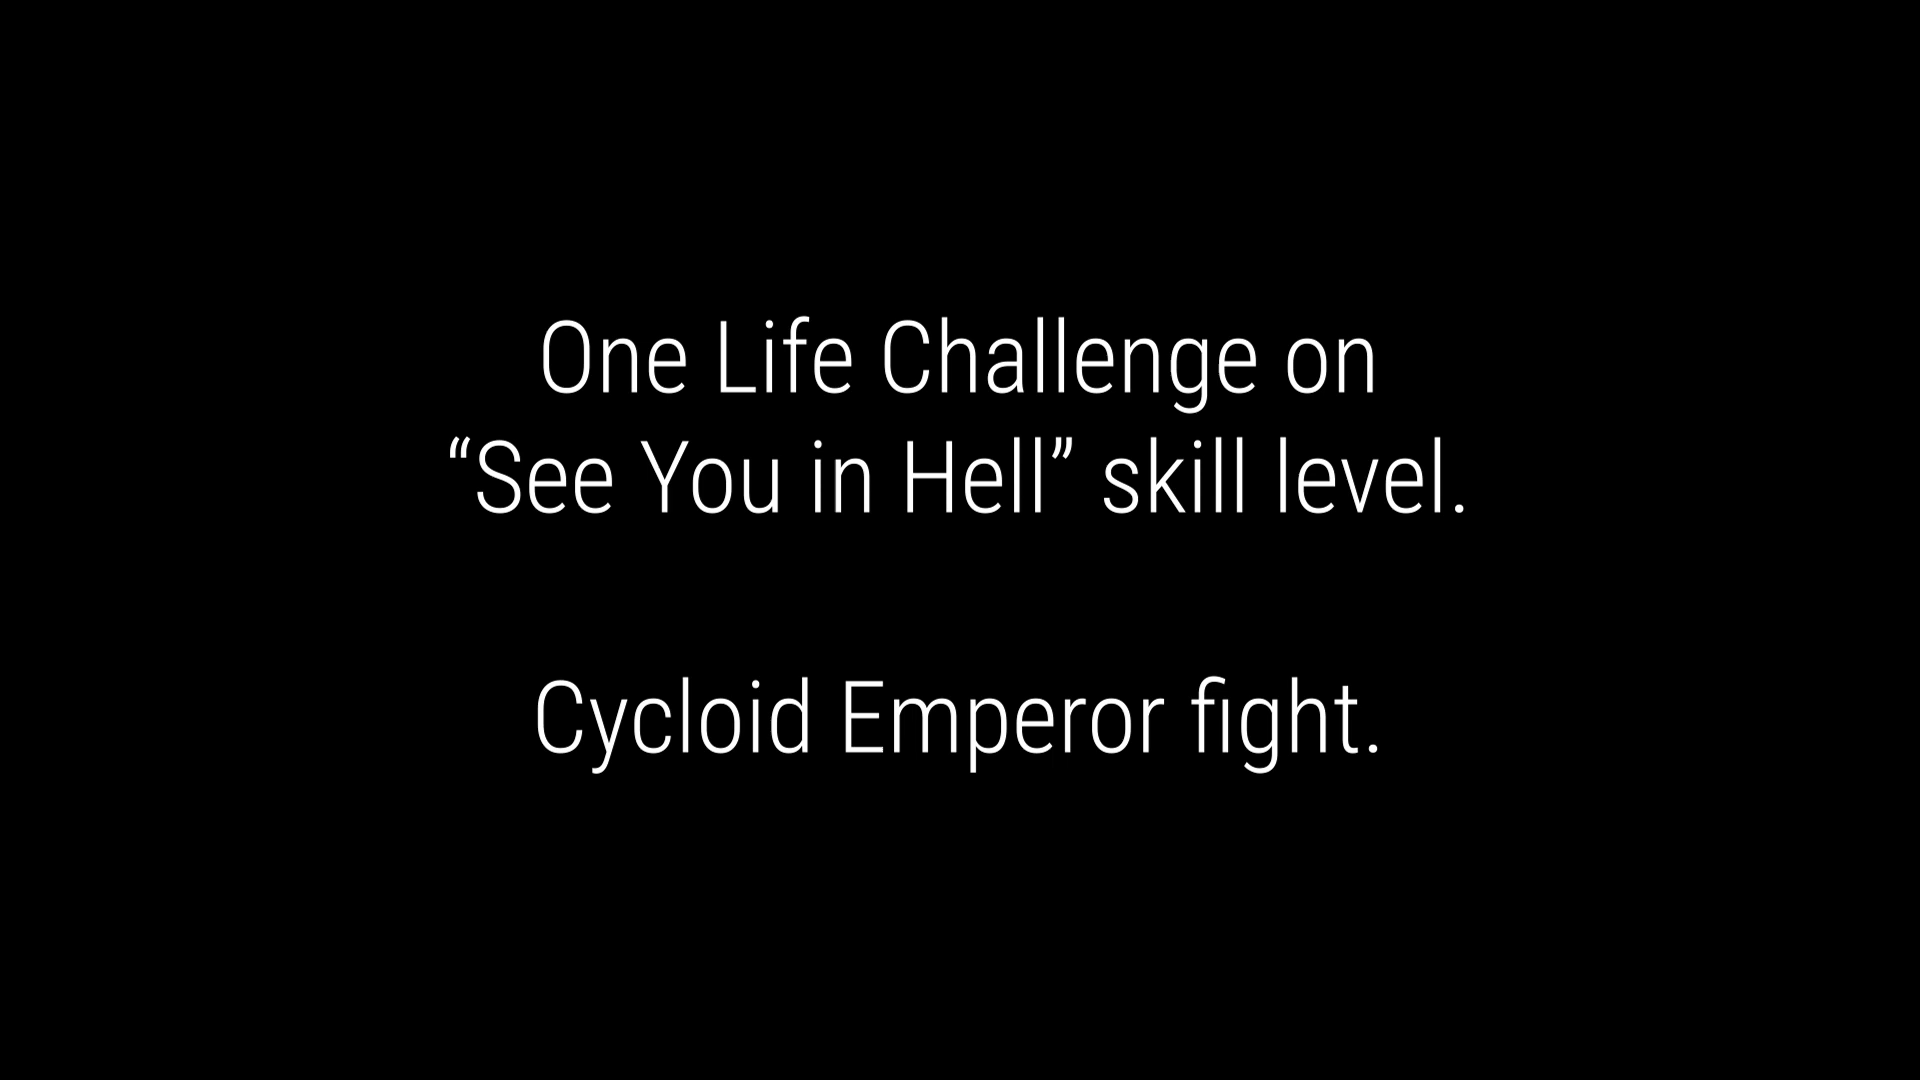 One Life Challenge on
“See You in Hell” skill level.
Cycloid Emperor fight.